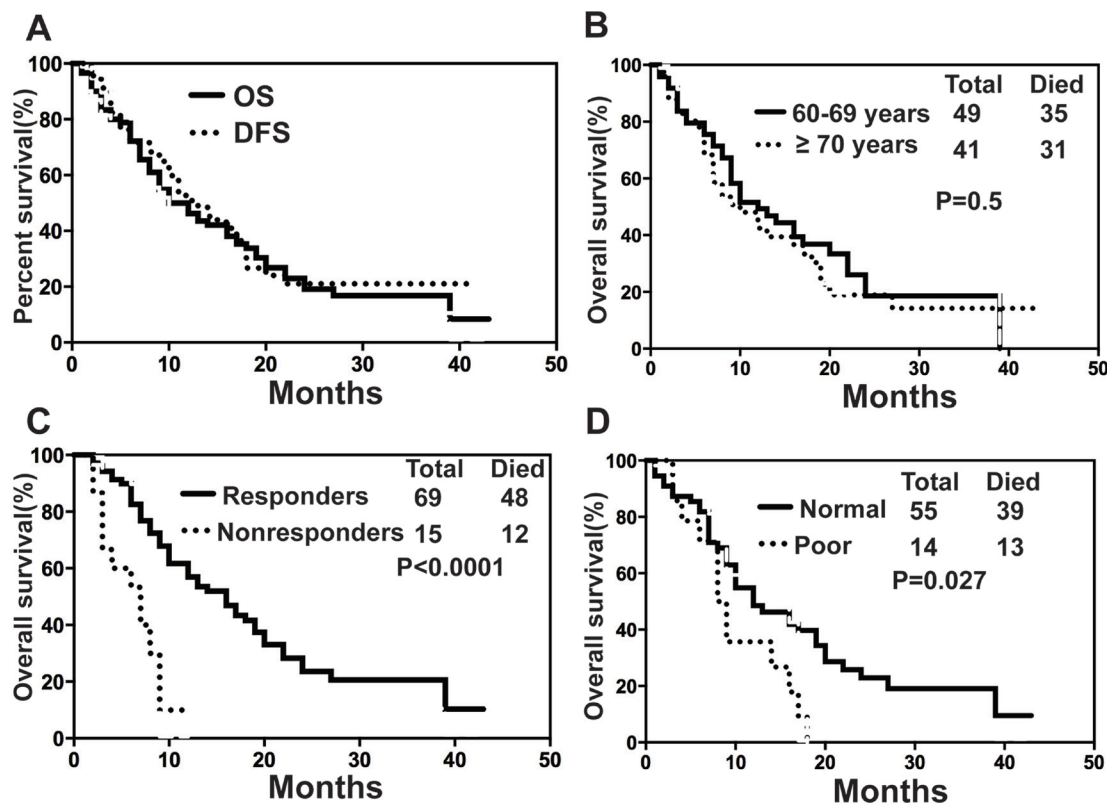 A
Percent survival(%)
100
80
60
40
20
0
OS
DFS
0 10 20 30 40 50
Months
B
Overall survival(%)
100
80
60
40
20
0
Total Died
60-69 years 49 35
≥ 70 years 41 31
P=0.5
0 10 20 30 40 50
Months
C
Overall survival(%)
100
80
60
40
20
0
Total Died
Responders 69 48
Nonresponders 15 12
P<0.0001
0 10 20 30 40 50
Months
D
Overall survival(%)
100
80
60
40
20
0
Total Died
Normal 55 39
Poor 14 13
P=0.027
0 10 20 30 40 50
Months